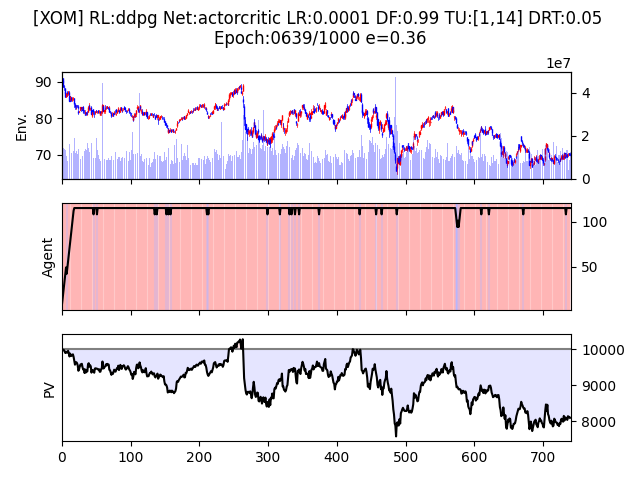 [XOM] RL:ddpg Net:actorcritic LR:0.0001 DF:0.99 TU:[1,14] DRT:0.05
Epoch:0639/1000 e=0.36
1e7
90
80
70
Env.
4
2
0
Agent
100
50
PV
10000
9000
8000
0 100 200 300 400 500 600 700